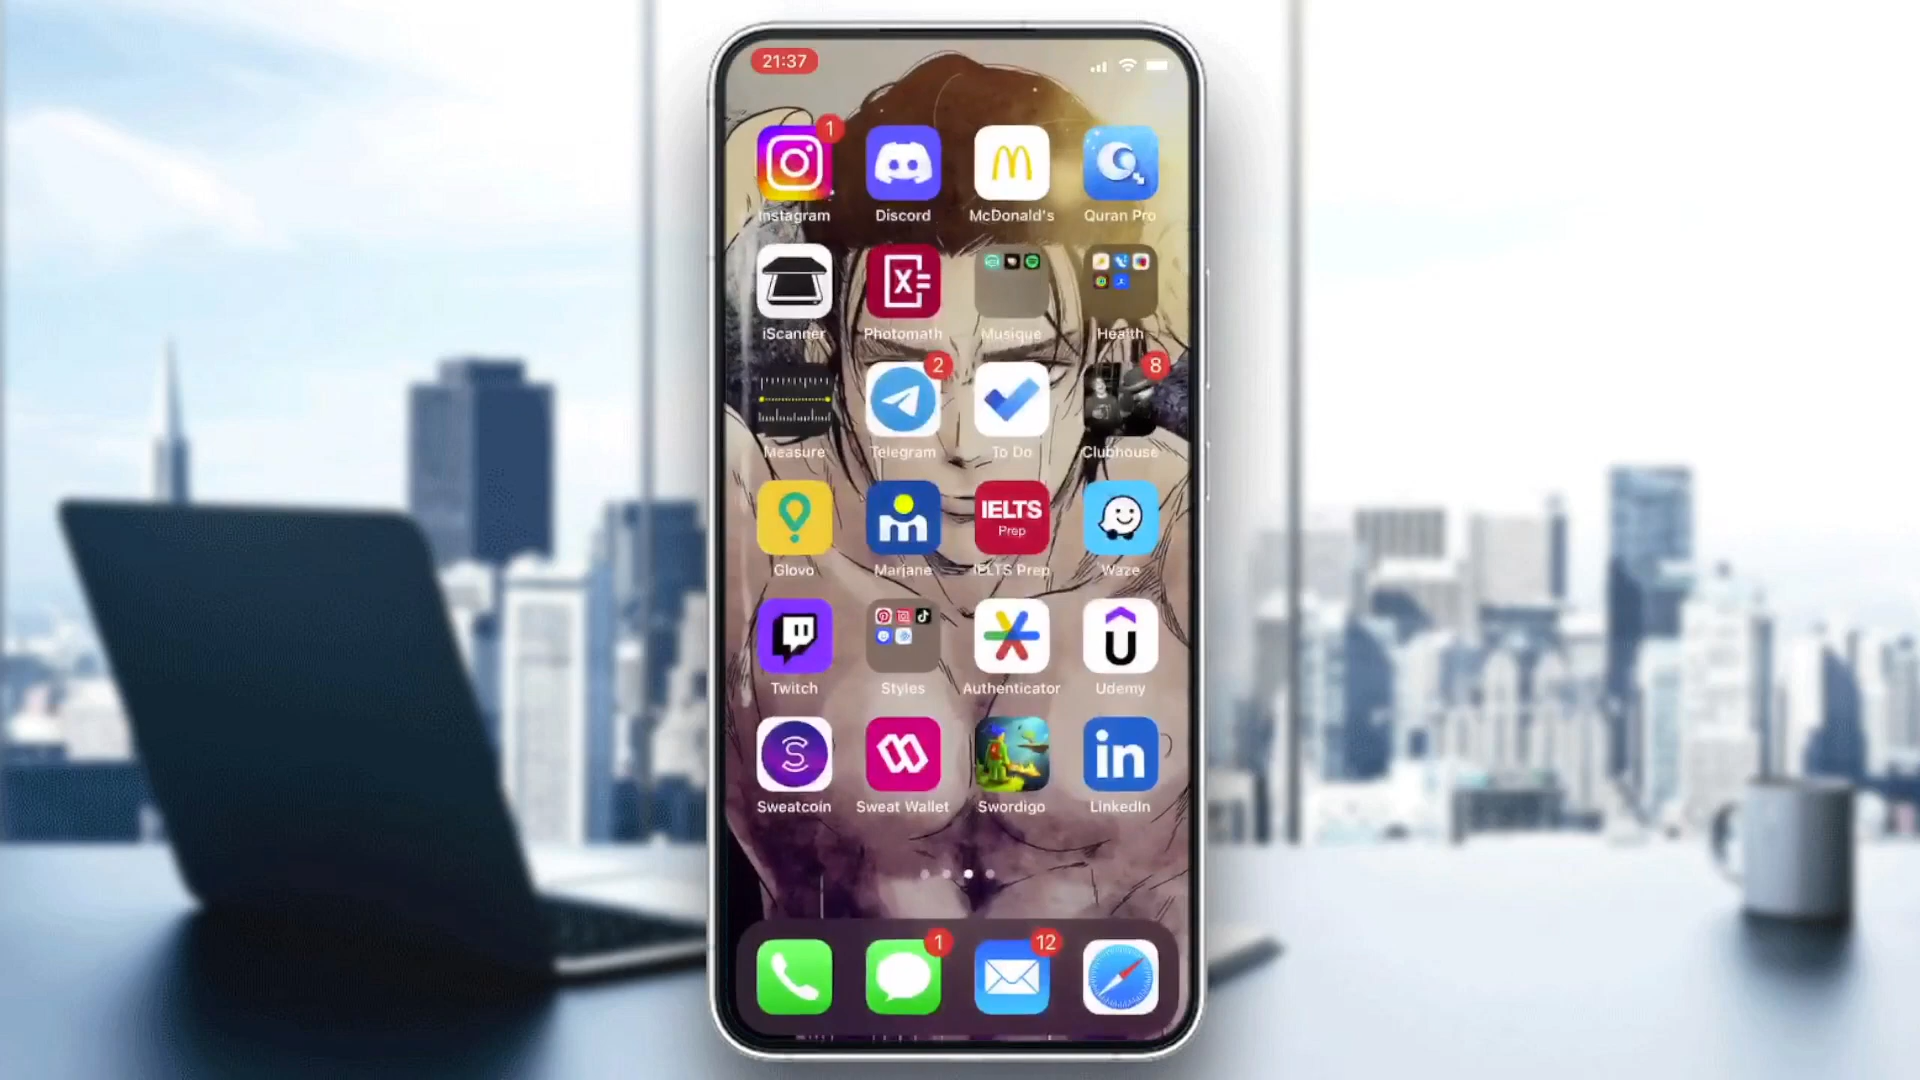 21:37
1
Instagram Discord McDonald's Quran Pro
iScanner Photomath Musique Health
2 8
Measure Telegram To Do Clubhouse
IELTS
Prep
Glovo Marjane IELTS Prep Waze
Twitch Styles Authenticator Udemy
in
Sweatcoin Sweat Wallet Swordigo LinkedIn
1 12